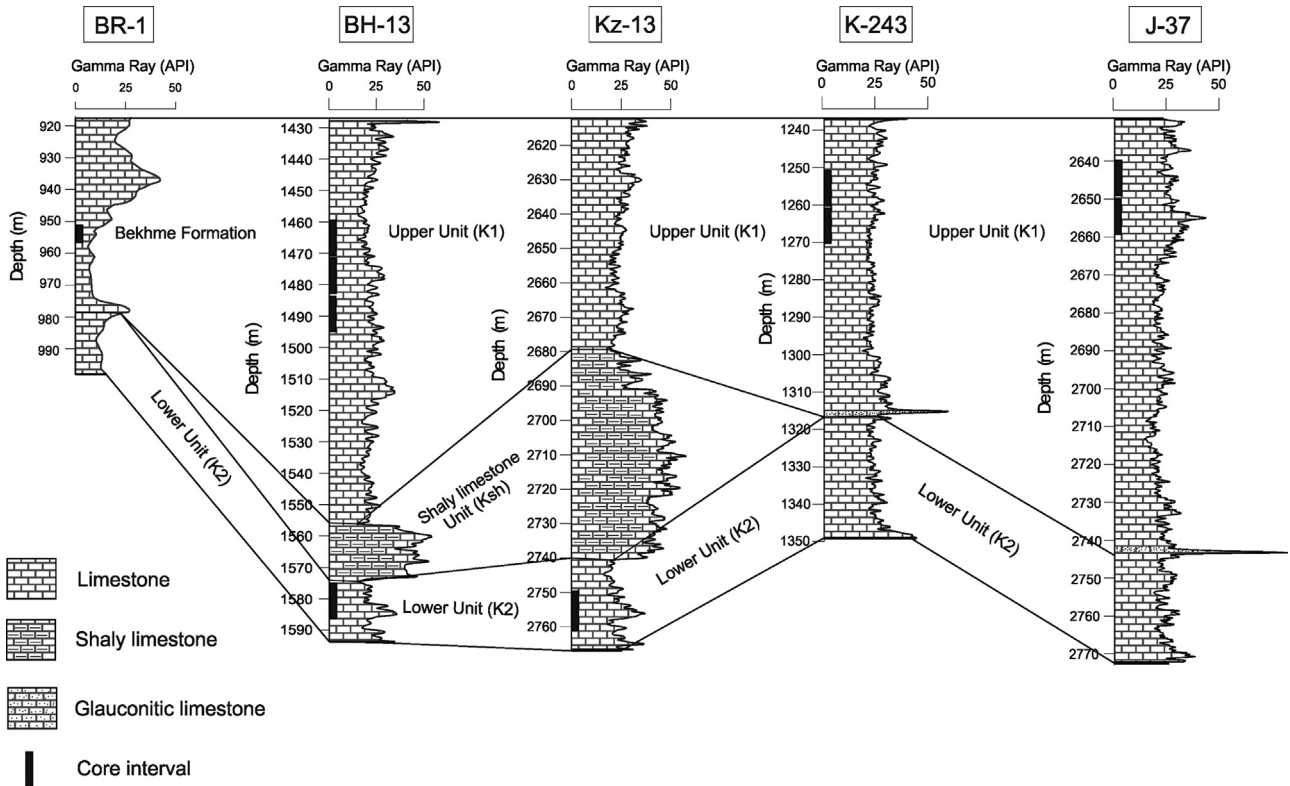 BR-1
BH-13
Kz-13
K-243
J-37
Gamma Ray (API)
Gamma Ray (API)
Gamma Ray (API)
Gamma Ray (API)
Gamma Ray (API)
0 25 50
0 25 50
0 25 50
0 25 50
0 25 50
Depth (m)
920
930
940
950
960
970
980
990
Bekhme Formation
Lower Unit (K2)
Depth (m)
1430
1440
1450
1460
1470
1480
1490
1500
1510
1520
1530
1540
1550
1560
1570
1580
1590
Upper Unit (K1)
Shaly limestone
Unit (Ksh)
Lower Unit (K2)
Depth (m)
2620
2630
2640
2650
2660
2670
2680
2690
2700
2710
2720
2730
2740
2750
2760
Upper Unit (K1)
Lower Unit (K2)
Depth (m)
1240
1250
1260
1270
1280
1290
1300
1310
1320
1330
1340
1350
Upper Unit (K1)
Lower Unit (K2)
Depth (m)
2640
2650
2660
2670
2680
2690
2700
2710
2720
2730
2740
2750
2760
2770
Limestone
Shaly limestone
Glauconitic limestone
Core interval